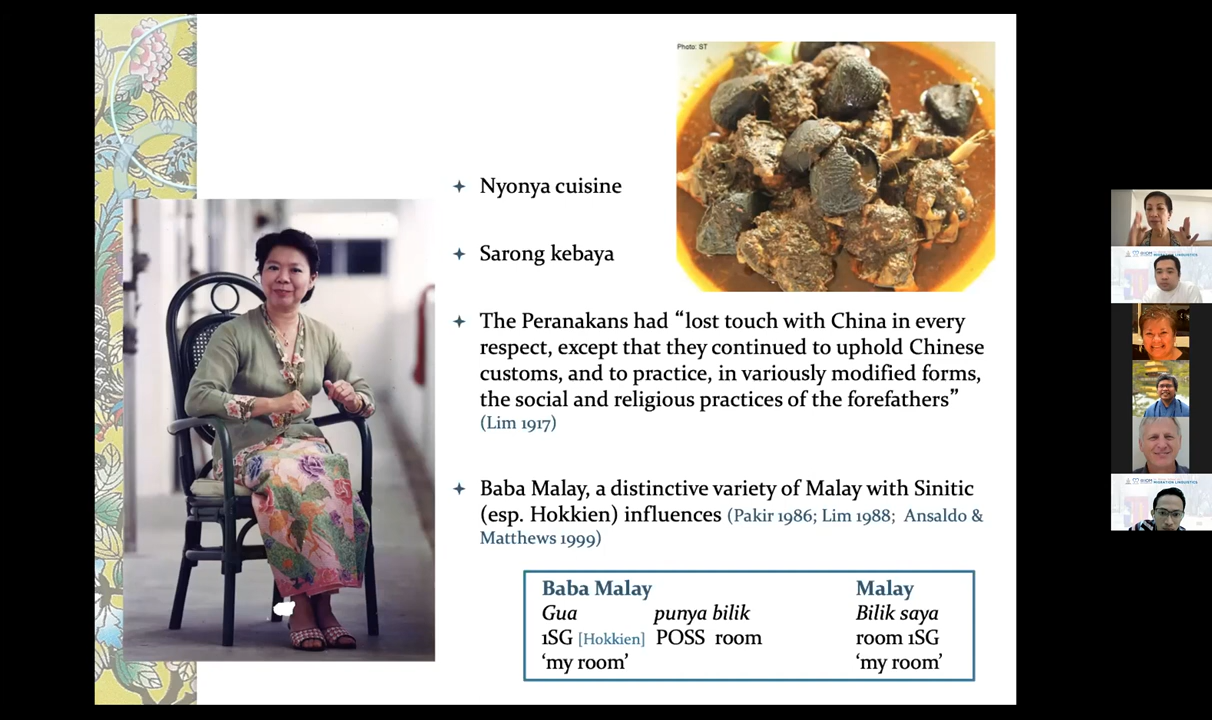 Photo: ST
Nyonya cuisine
Sarong kebaya
The Peranakans had “lost touch with China in every
respect, except that they continued to uphold Chinese
customs, and to practice, in variously modified forms,
the social and religious practices of the forefathers”
(Lim 1917)
Baba Malay, a distinctive variety of Malay with Sinitic
(esp. Hokkien) influences (Pakir 1986; Lim 1988; Ansaldo &
Matthews 1999)
Baba Malay Malay
Gua punya bilik Bilik saya
1SG [Hokkien] POSS room room 1SG
‘my room’ ‘my room’
MIGRATION LINGUISTICS
MIGRATION LINGUISTICS